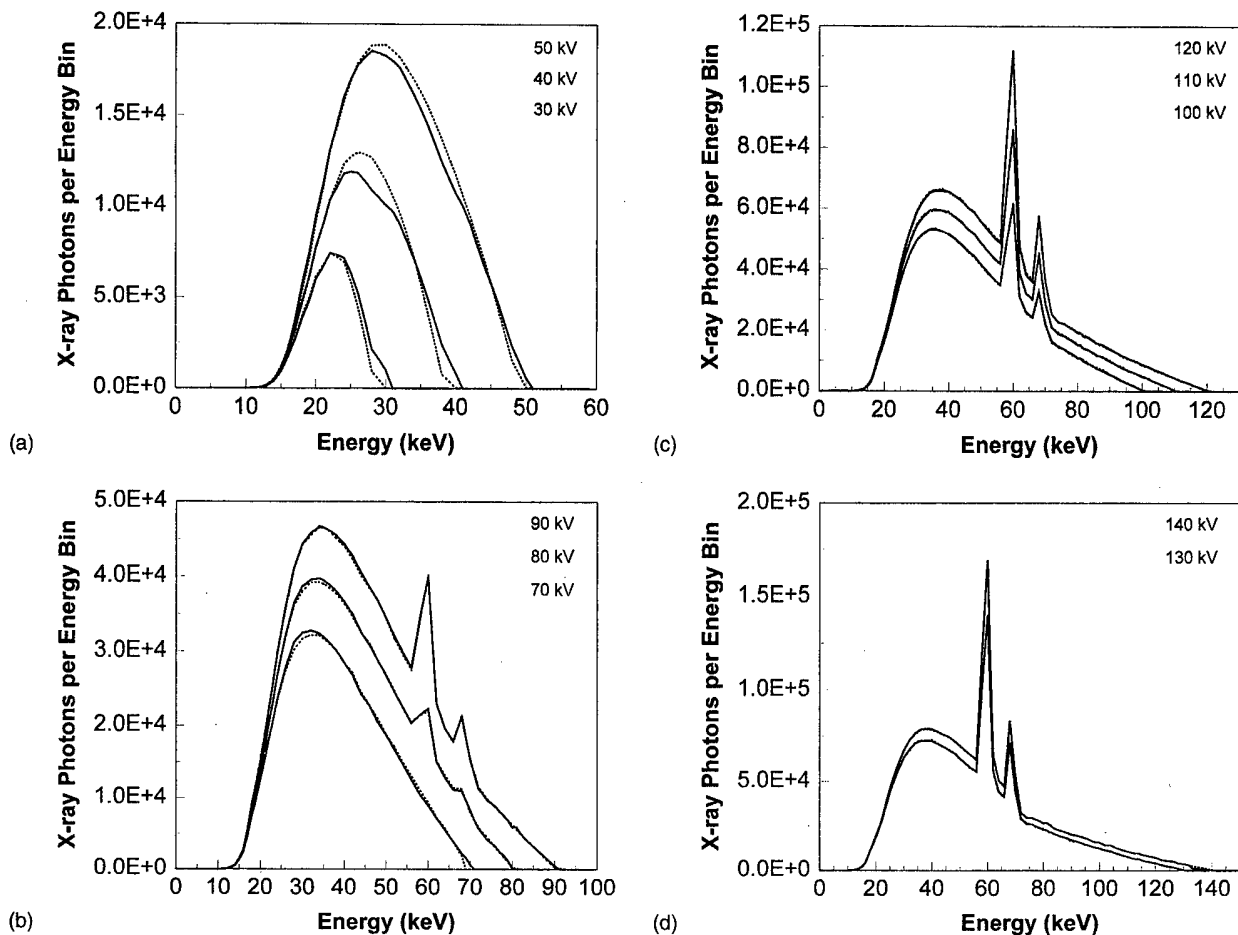 X-ray Photons per Energy Bin
2.0E+4
1.5E+4
1.0E+4
5.0E+3
0.0E+0
50 kV
40 kV
30 kV
0 10 20 30 40 50 60
Energy (keV)
(a)
X-ray Photons per Energy Bin
1.2E+5
1.0E+5
8.0E+4
6.0E+4
4.0E+4
2.0E+4
0.0E+0
120 kV
110 kV
100 kV
0 20 40 60 80 100 120
Energy (keV)
(c)
X-ray Photons per Energy Bin
5.0E+4
4.0E+4
3.0E+4
2.0E+4
1.0E+4
0.0E+0
90 kV
80 kV
70 kV
0 10 20 30 40 50 60 70 80 90 100
Energy (keV)
(b)
X-ray Photons per Energy Bin
2.0E+5
1.5E+5
1.0E+5
5.0E+4
0.0E+0
140 kV
130 kV
0 20 40 60 80 100 120 140
Energy (keV)
(d)